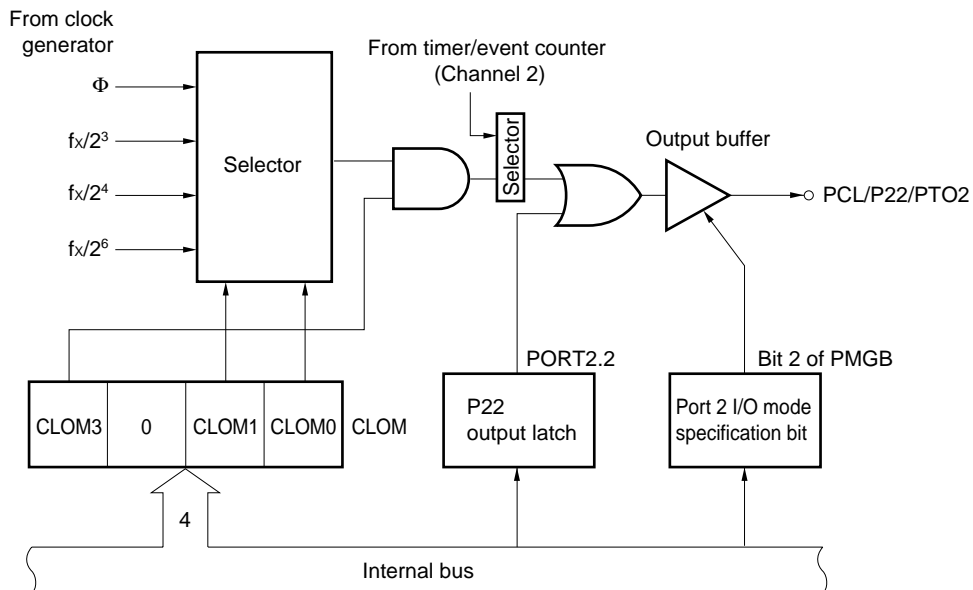 From clock
generator
Φ
fx/2³
fx/2⁴
fx/2⁶
Selector
From timer/event counter
(Channel 2)
Selector
Output buffer
PCL/P22/PTO2
PORT2.2
Bit 2 of PMGB
CLOM3 0 CLOM1 CLOM0 CLOM
P22
output latch
Port 2 I/O mode
specification bit
4
Internal bus